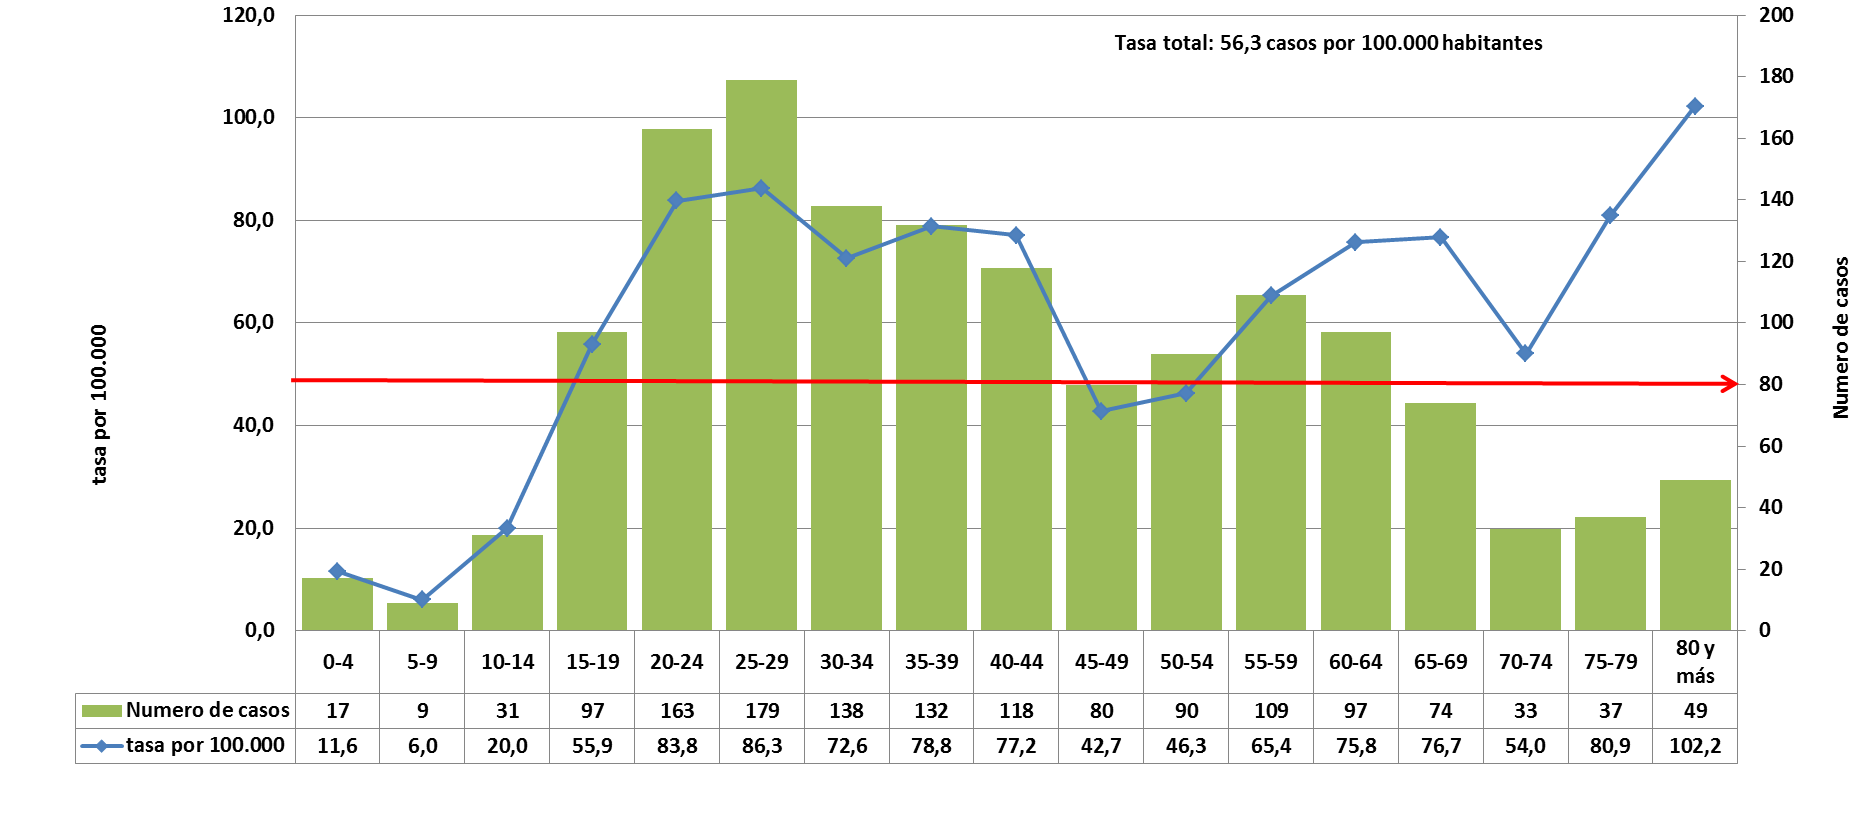 Tasa total: 56,3 casos por 100.000 habitantes
120,0
100,0
80,0
60,0
40,0
20,0
0,0
tasa por 100.000
200
180
160
140
120
100
80
60
40
20
0
Numero de casos
0-4 5-9 10-14 15-19 20-24 25-29 30-34 35-39 40-44 45-49 50-54 55-59 60-64 65-69 70-74 75-79 80 y
más
Numero de casos 17 9 31 97 163 179 138 132 118 80 90 109 97 74 33 37 49
tasa por 100.000 11,6 6,0 20,0 55,9 83,8 86,3 72,6 78,8 77,2 42,7 46,3 65,4 75,8 76,7 54,0 80,9 102,2